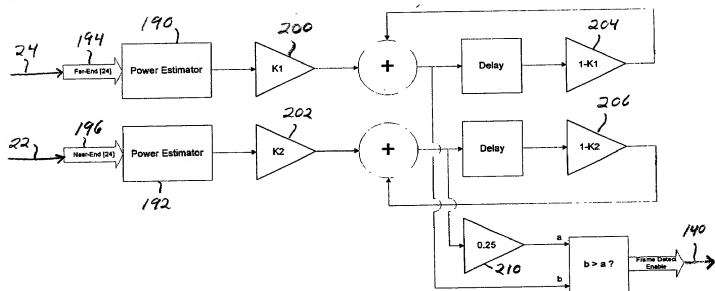 190
200
204
194
24
Far-End [24]
Power Estimator
K1
+
Delay
1-K1
202
206
196
22
Near-End [24]
Power Estimator
K2
+
Delay
1-K2
192
0.25
a
140
210
b > a ?
Frame Detect
Enable
b